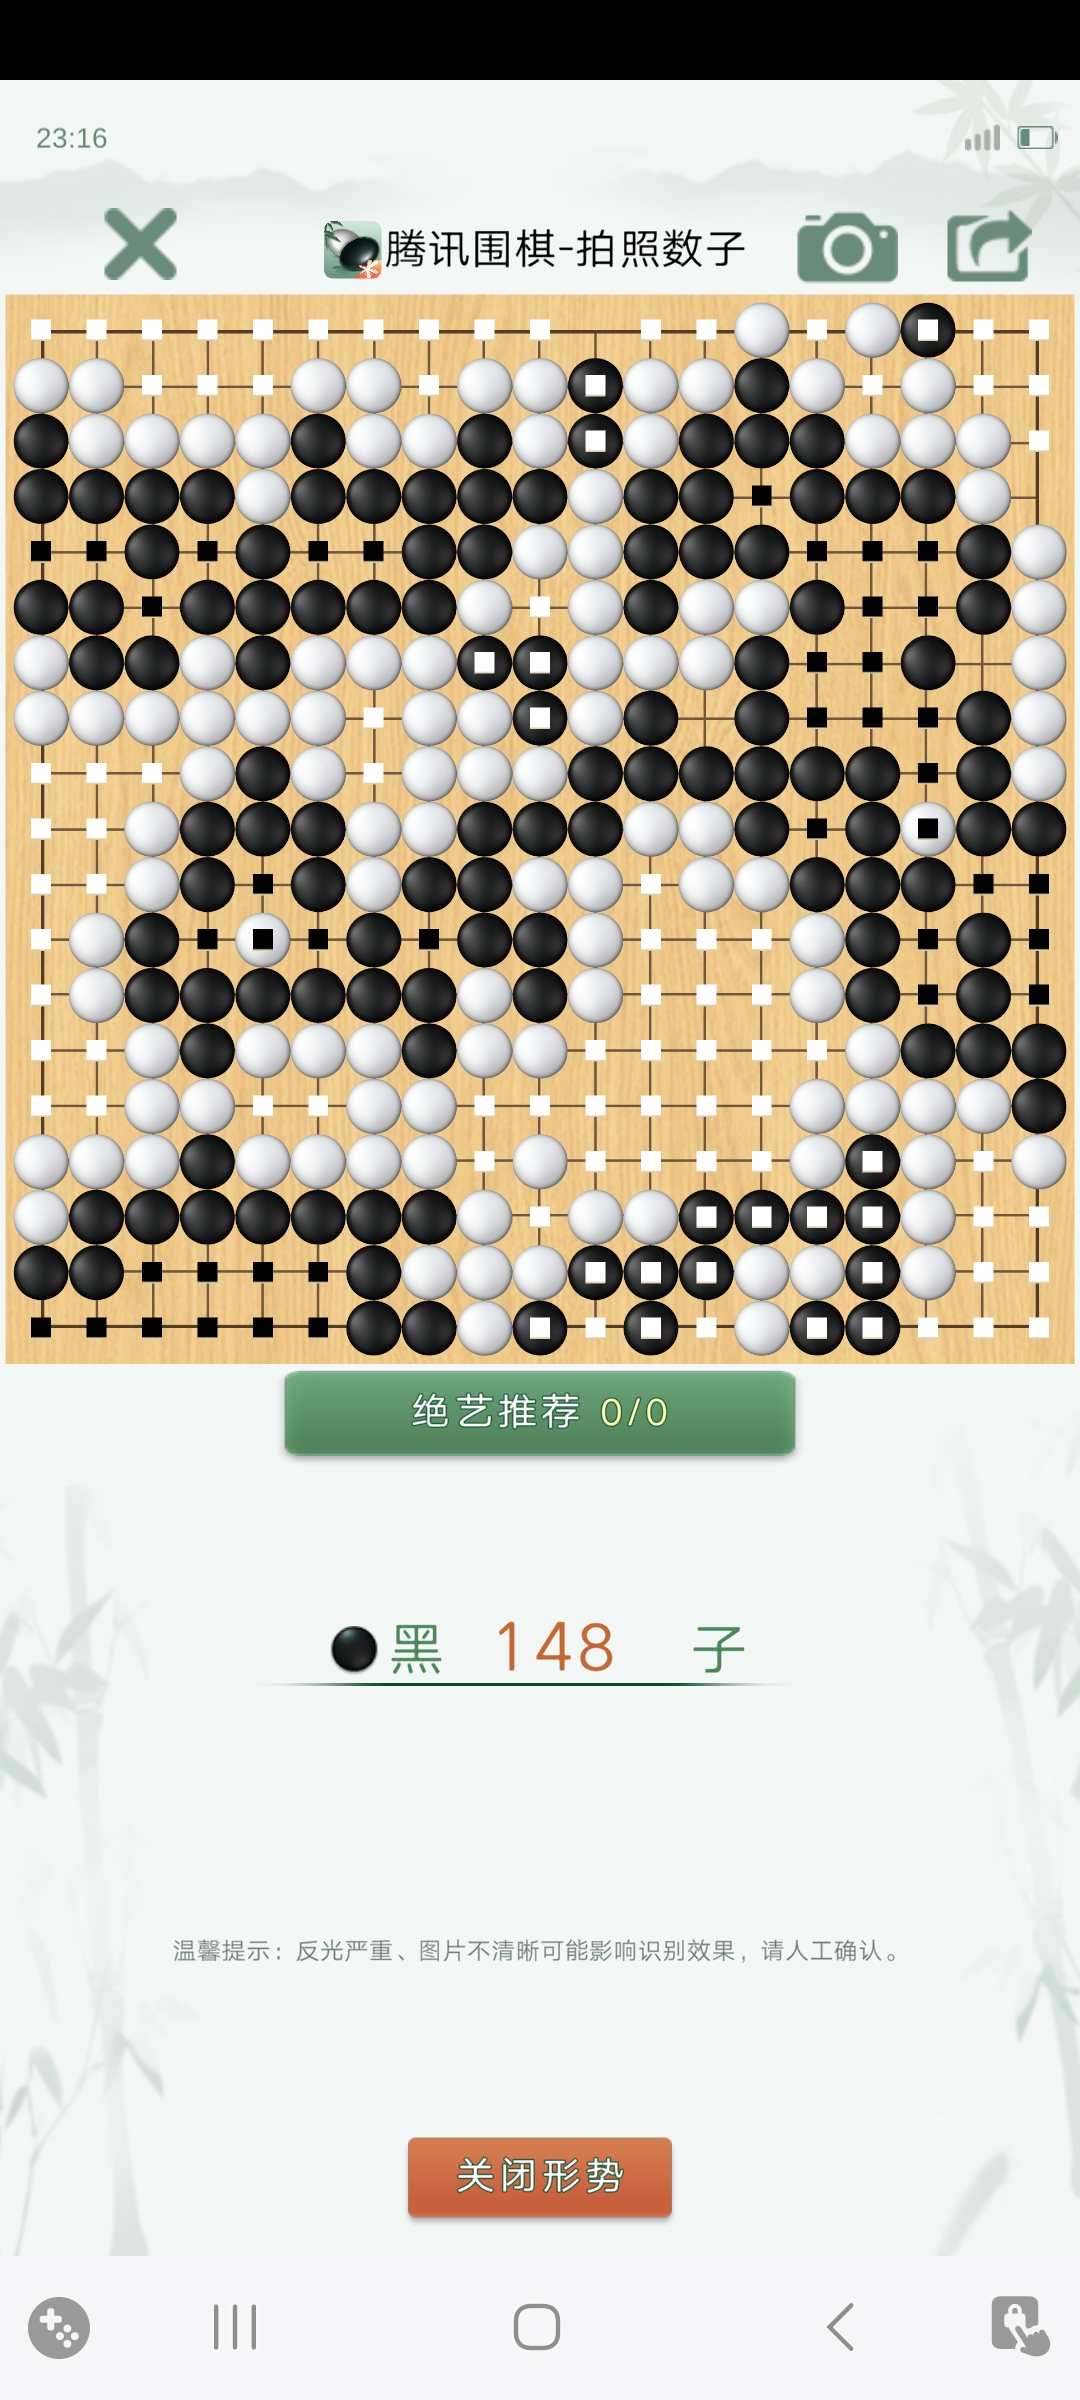 23:16
腾讯围棋-拍照数子
绝艺推荐 0/0
黑 148 子
温馨提示：反光严重、图片不清晰可能影响识别效果，请人工确认。
关闭形势